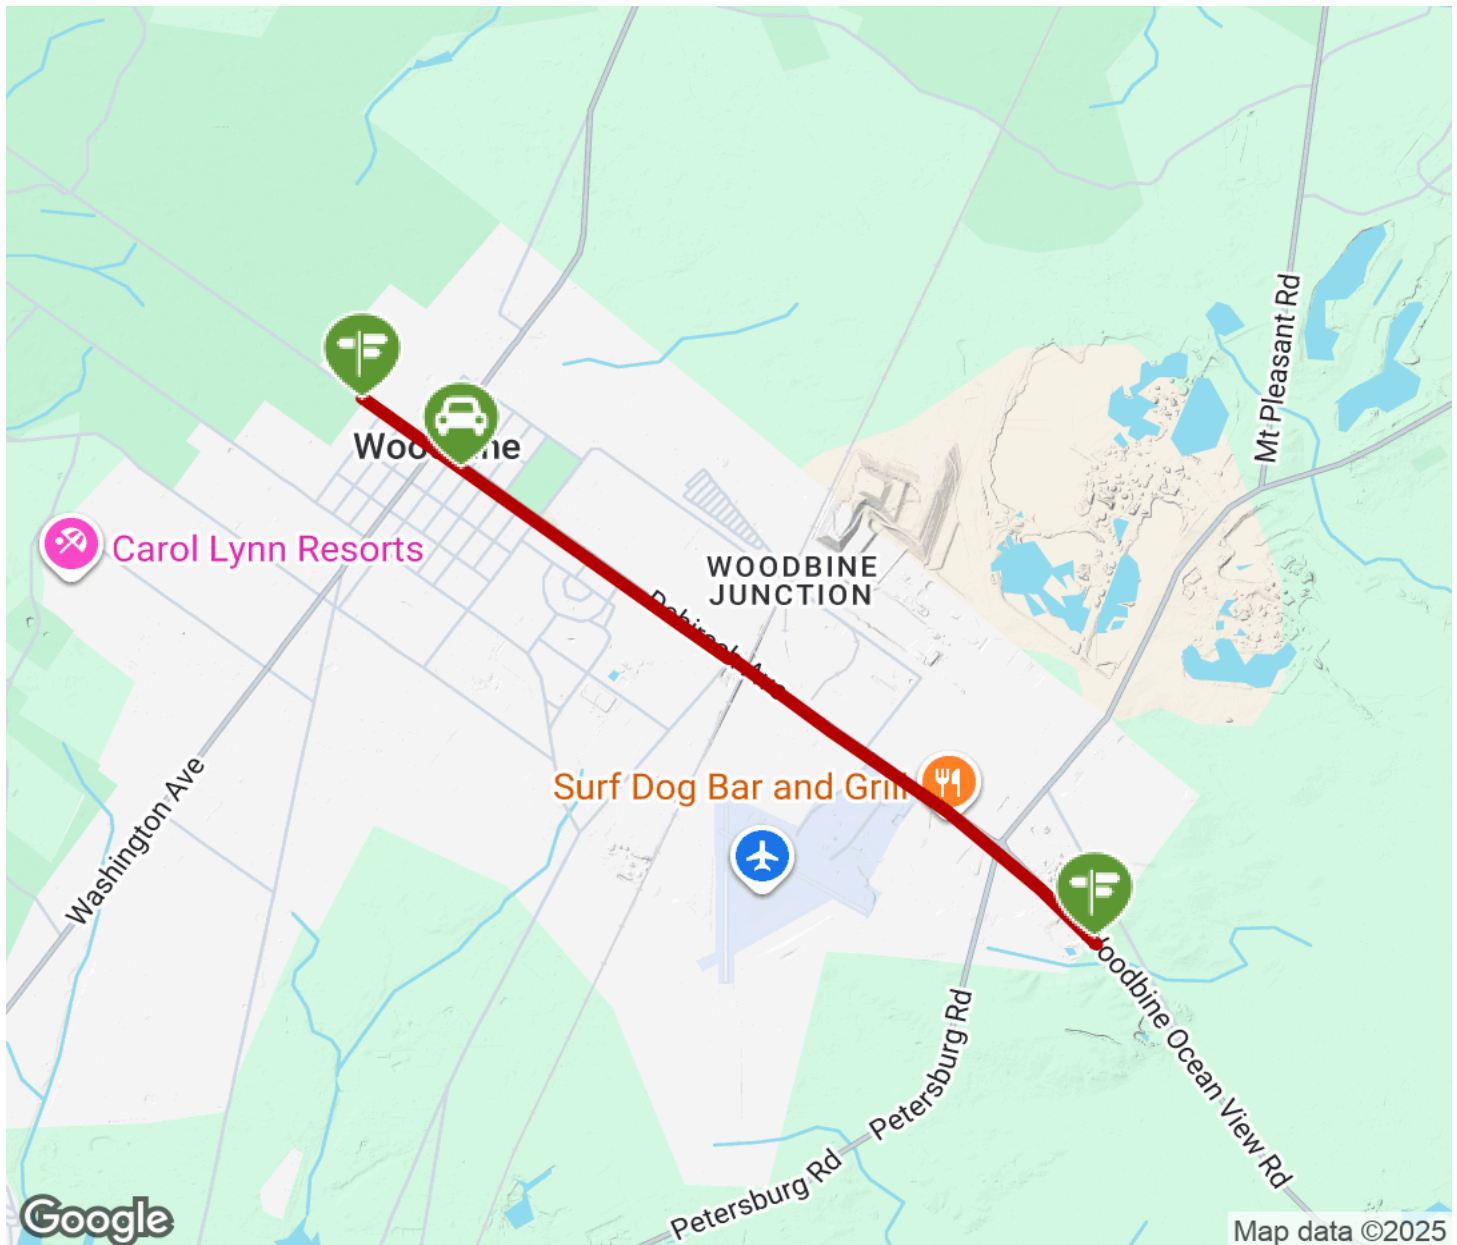 Mt Pleasant Rd
Carol Lynn Resorts
WOODBINE
JUNCTION
Surf Dog Bar and Grill
Washington Ave
Petersburg Rd
Petersburg Rd
Ocean View Rd
Google
Map data ©2025